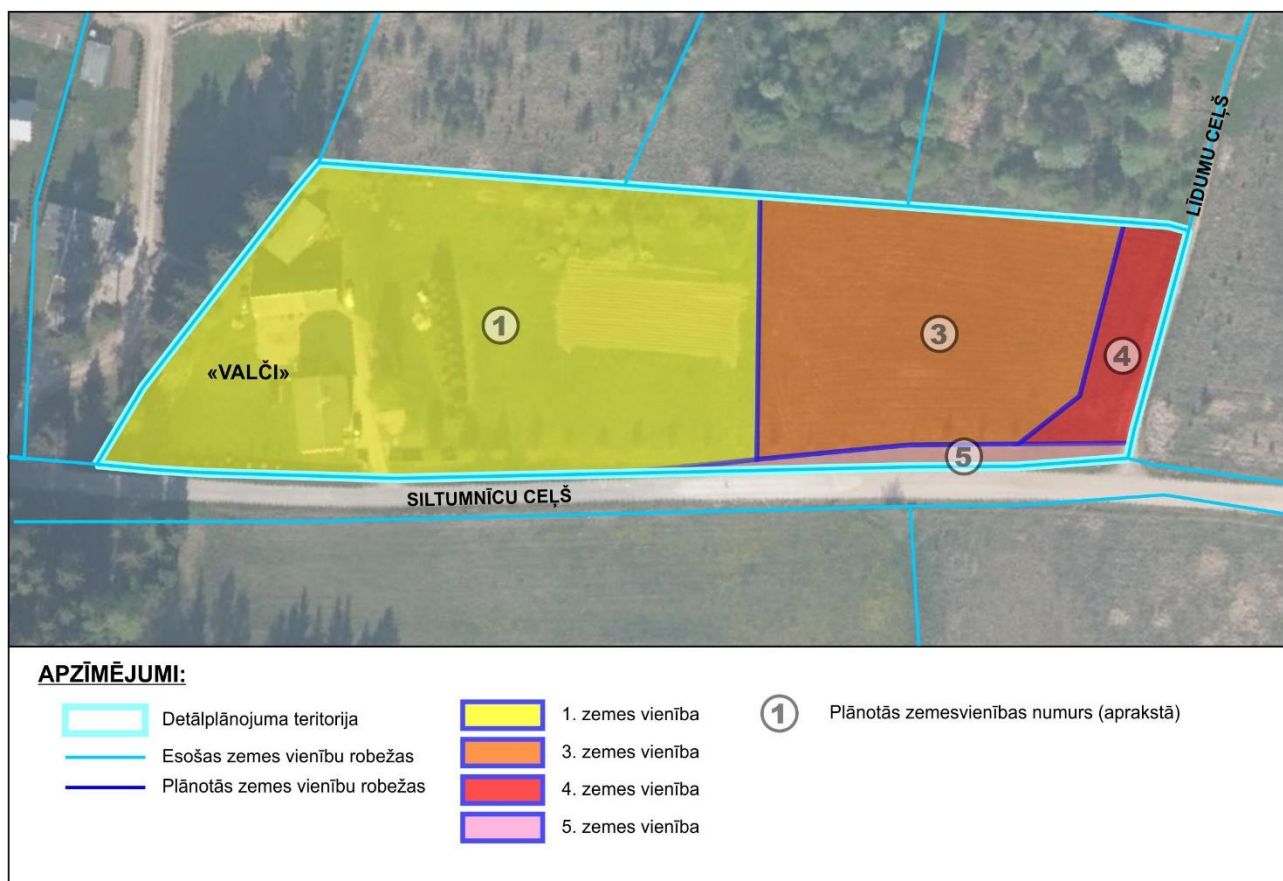 LĪDUMU CEĻŠ
1
3
4
«VALČI»
5
SILTUMNĪCU CEĻŠ
APZĪMĒJUMI:
Detālplānojuma teritorija
Esošas zemes vienību robežas
Plānotās zemes vienību robežas
1. zemes vienība
3. zemes vienība
4. zemes vienība
5. zemes vienība
1 Plānotās zemesvienības numurs (aprakstā)